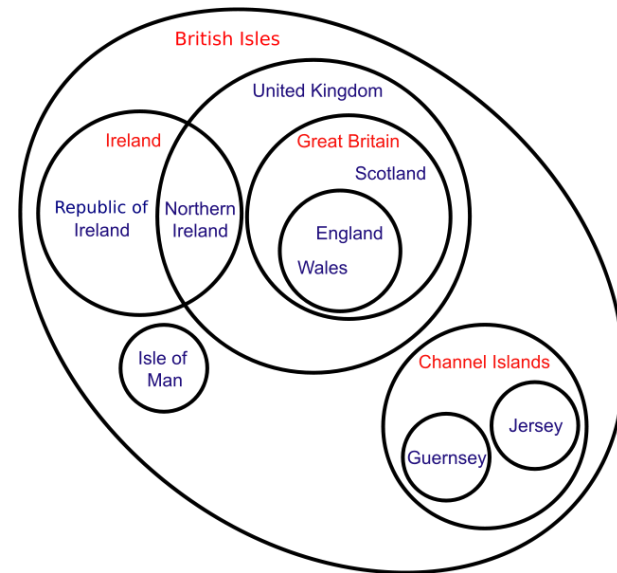 British Isles
United Kingdom
Ireland
Great Britain
Scotland
Republic of
Ireland
Northern
Ireland
England
Wales
Isle of
Man
Channel Islands
Jersey
Guernsey